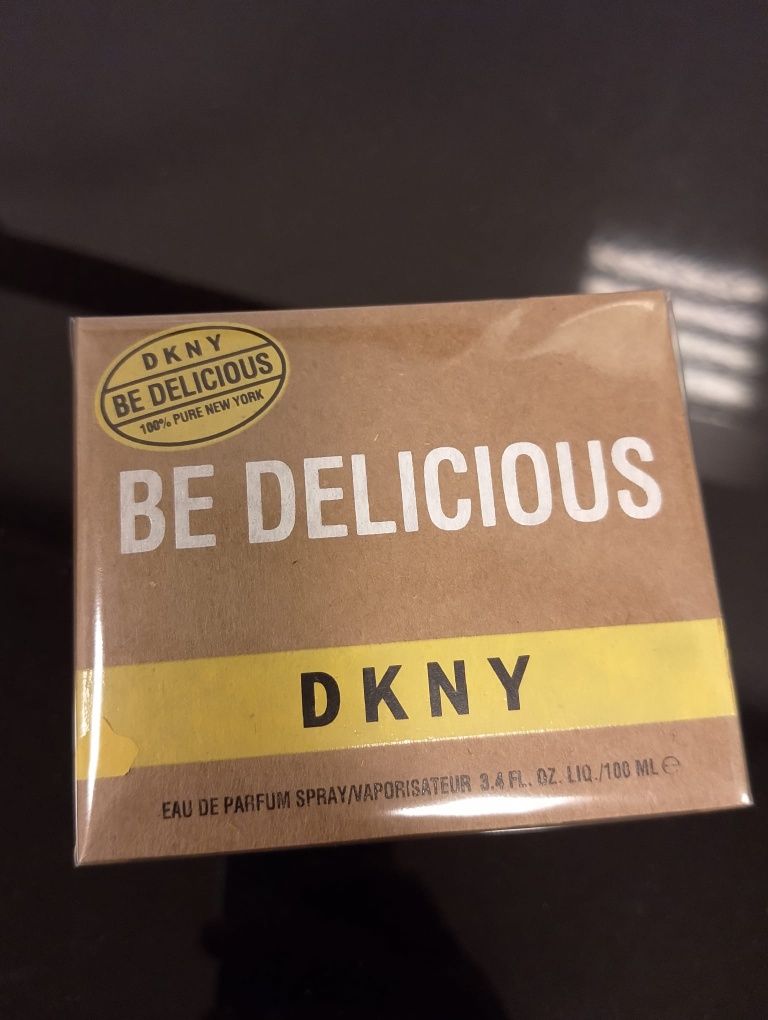 DKNY
BE DELICIOUS
100% PURE NEW YORK
BE DELICIOUS
DKNY
EAU DE PARFUM SPRAY/VAPORISATEUR 3.4 FL. OZ. LIQ./100 ML ℮